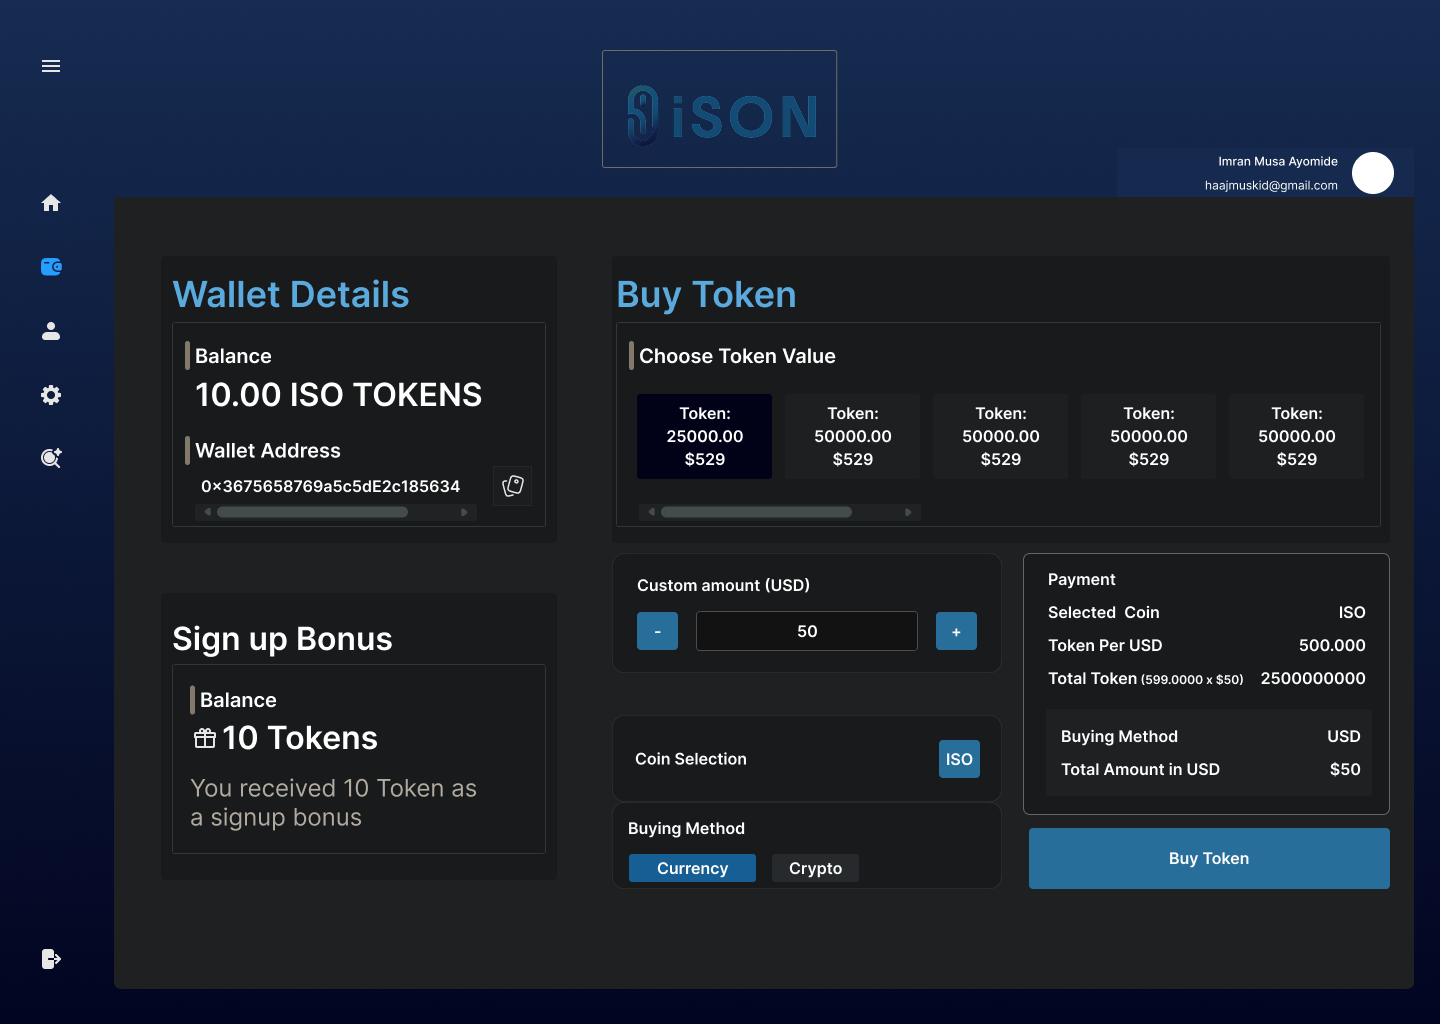 iSON
Imran Musa Ayomide
haajmuskid@gmail.com
Wallet Details
Balance
10.00 ISO TOKENS
Wallet Address
0x3675658769a5c5dE2c185634
Buy Token
Choose Token Value
Token:
25000.00
$529
Token:
50000.00
$529
Token:
50000.00
$529
Token:
50000.00
$529
Token:
50000.00
$529
Sign up Bonus
Balance
10 Tokens
You received 10 Token as
a signup bonus
Custom amount (USD)
- 50 +
Coin Selection ISO
Buying Method
Currency Crypto
Payment
Selected Coin ISO
Token Per USD 500.000
Total Token (599.0000 x $50) 2500000000
Buying Method USD
Total Amount in USD $50
Buy Token